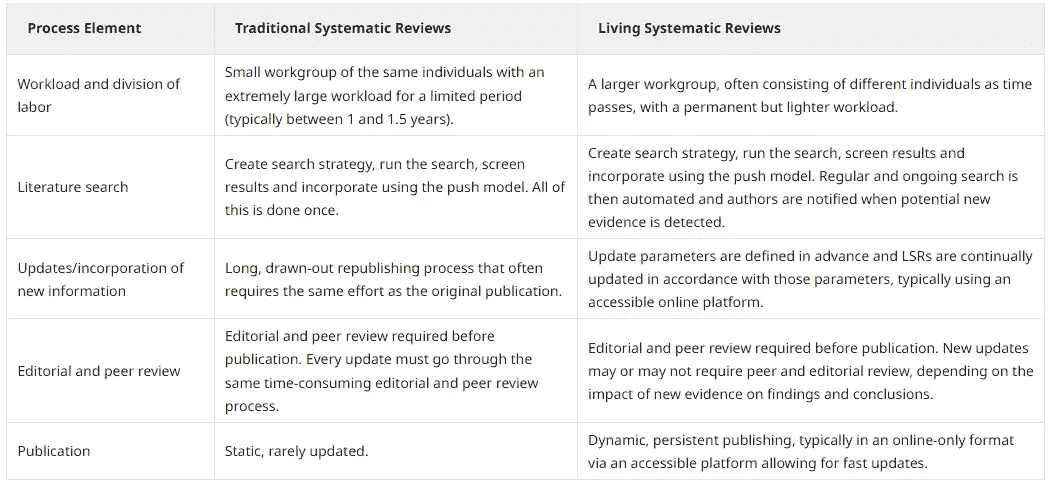 Process Element
Traditional Systematic Reviews
Living Systematic Reviews
Workload and division of
labor
Small workgroup of the same individuals with an
extremely large workload for a limited period
(typically between 1 and 1.5 years).
A larger workgroup, often consisting of different individuals as time
passes, with a permanent but lighter workload.
Literature search
Create search strategy, run the search, screen
results and incorporate using the push model. All of
this is done once.
Create search strategy, run the search, screen results and
incorporate using the push model. Regular and ongoing search is
then automated and authors are notified when potential new
evidence is detected.
Updates/incorporation of
new information
Long, drawn-out republishing process that often
requires the same effort as the original publication.
Update parameters are defined in advance and LSRs are continually
updated in accordance with those parameters, typically using an
accessible online platform.
Editorial and peer review
Editorial and peer review required before
publication. Every update must go through the
same time-consuming editorial and peer review
process.
Editorial and peer review required before publication. New updates
may or may not require peer and editorial review, depending on the
impact of new evidence on findings and conclusions.
Publication
Static, rarely updated.
Dynamic, persistent publishing, typically in an online-only format
via an accessible platform allowing for fast updates.